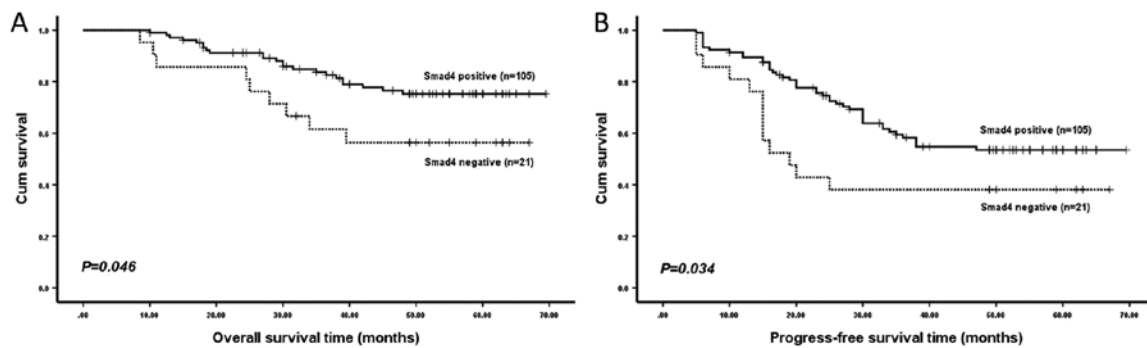 A
Cum survival
1.0
0.8
0.6
0.4
0.2
0.0
Smad4 positive (n=105)
Smad4 negative (n=21)
P=0.046
.00 10.00 20.00 30.00 40.00 50.00 60.00 70.00
Overall survival time (months)
B
Cum survival
1.0
0.8
0.6
0.4
0.2
0.0
Smad4 positive (n=105)
Smad4 negative (n=21)
P=0.034
.00 10.00 20.00 30.00 40.00 50.00 60.00 70.00
Progress-free survival time (months)